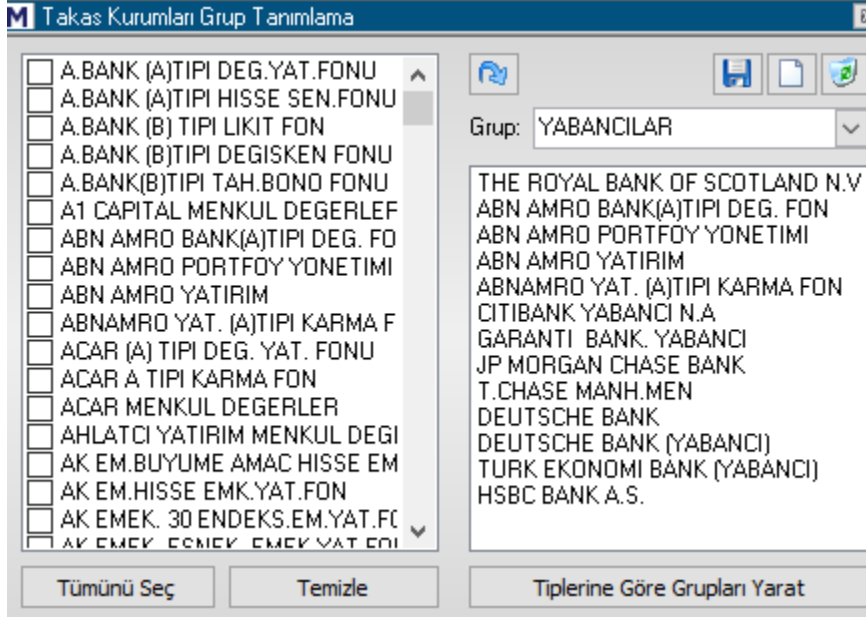 M Takas Kurumları Grup Tanımlama
A.BANK (A)TIPI DEG.YAT.FONU
A.BANK (A)TIPI HISSE SEN.FONU
A.BANK (B) TIPI LIKIT FON
A.BANK (B)TIPI DEGISKEN FONU
A.BANK(B)TIPI TAH.BONO FONU
A1 CAPITAL MENKUL DEGERLEF
ABN AMRO BANK(A)TIPI DEG. FO
ABN AMRO PORTFOY YONETIMI
ABN AMRO YATIRIM
ABNAMRO YAT. (A)TIPI KARMA F
ACAR (A) TIPI DEG. YAT. FONU
ACAR A TIPI KARMA FON
ACAR MENKUL DEGERLER
AHLATCI YATIRIM MENKUL DEGI
AK EM.BUYUME AMAC HISSE EM
AK EM.HISSE EMK.YAT.FON
AK EMEK. 30 ENDEKS.EM.YAT.F
AK EMEK. ESNEK. EMEK YAT
Tümünü Seç
Temizle
Grup: YABANCILAR
THE ROYAL BANK OF SCOTLAND N.V
ABN AMRO BANK(A)TIPI DEG. FON
ABN AMRO PORTFOY YONETIMI
ABN AMRO YATIRIM
ABNAMRO YAT. (A)TIPI KARMA FON
CITIBANK YABANCI N.A
GARANTI BANK. YABANCI
JP MORGAN CHASE BANK
T.CHASE MANH.MEN
DEUTSCHE BANK
DEUTSCHE BANK (YABANCI)
TURK EKONOMI BANK (YABANCI)
HSBC BANK A.S.
Tiplerine Göre Grupları Yarat